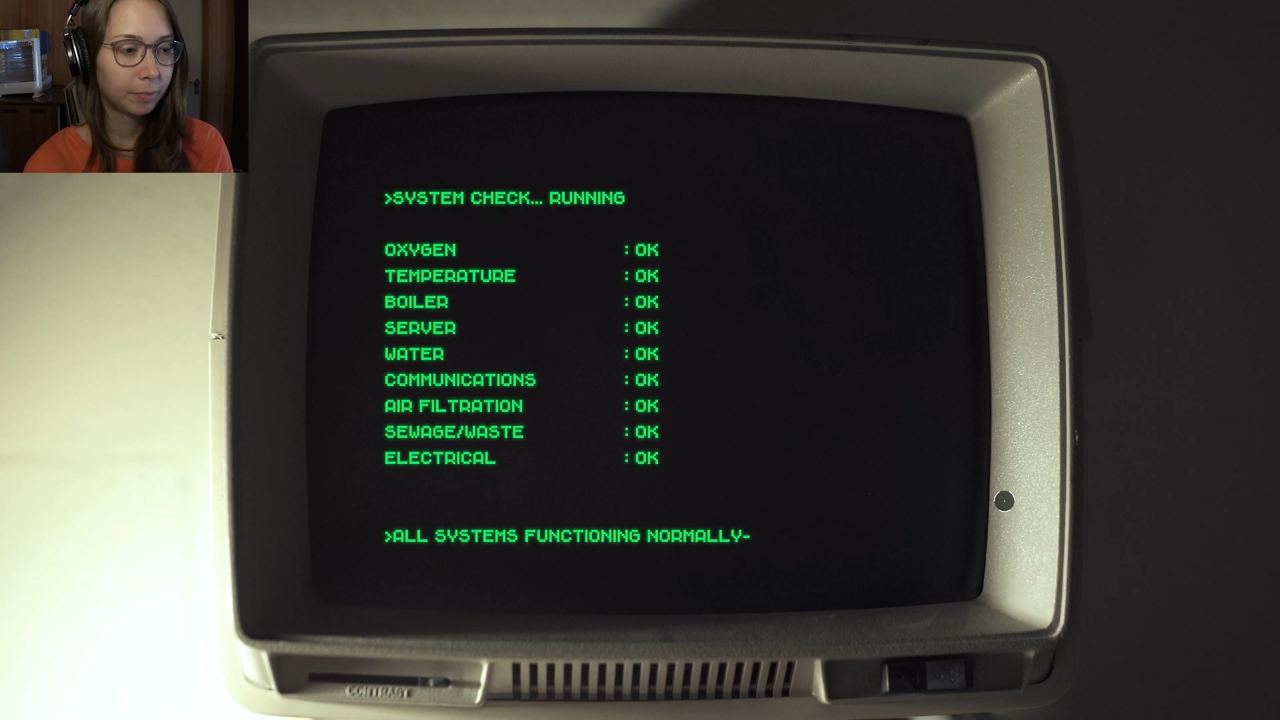 >SYSTEM CHECK... RUNNING
OXYGEN : OK
TEMPERATURE : OK
BOILER : OK
SERVER : OK
WATER : OK
COMMUNICATIONS : OK
AIR FILTRATION : OK
SEWAGE/WASTE : OK
ELECTRICAL : OK
>ALL SYSTEMS FUNCTIONING NORMALLY-
CONTRAST